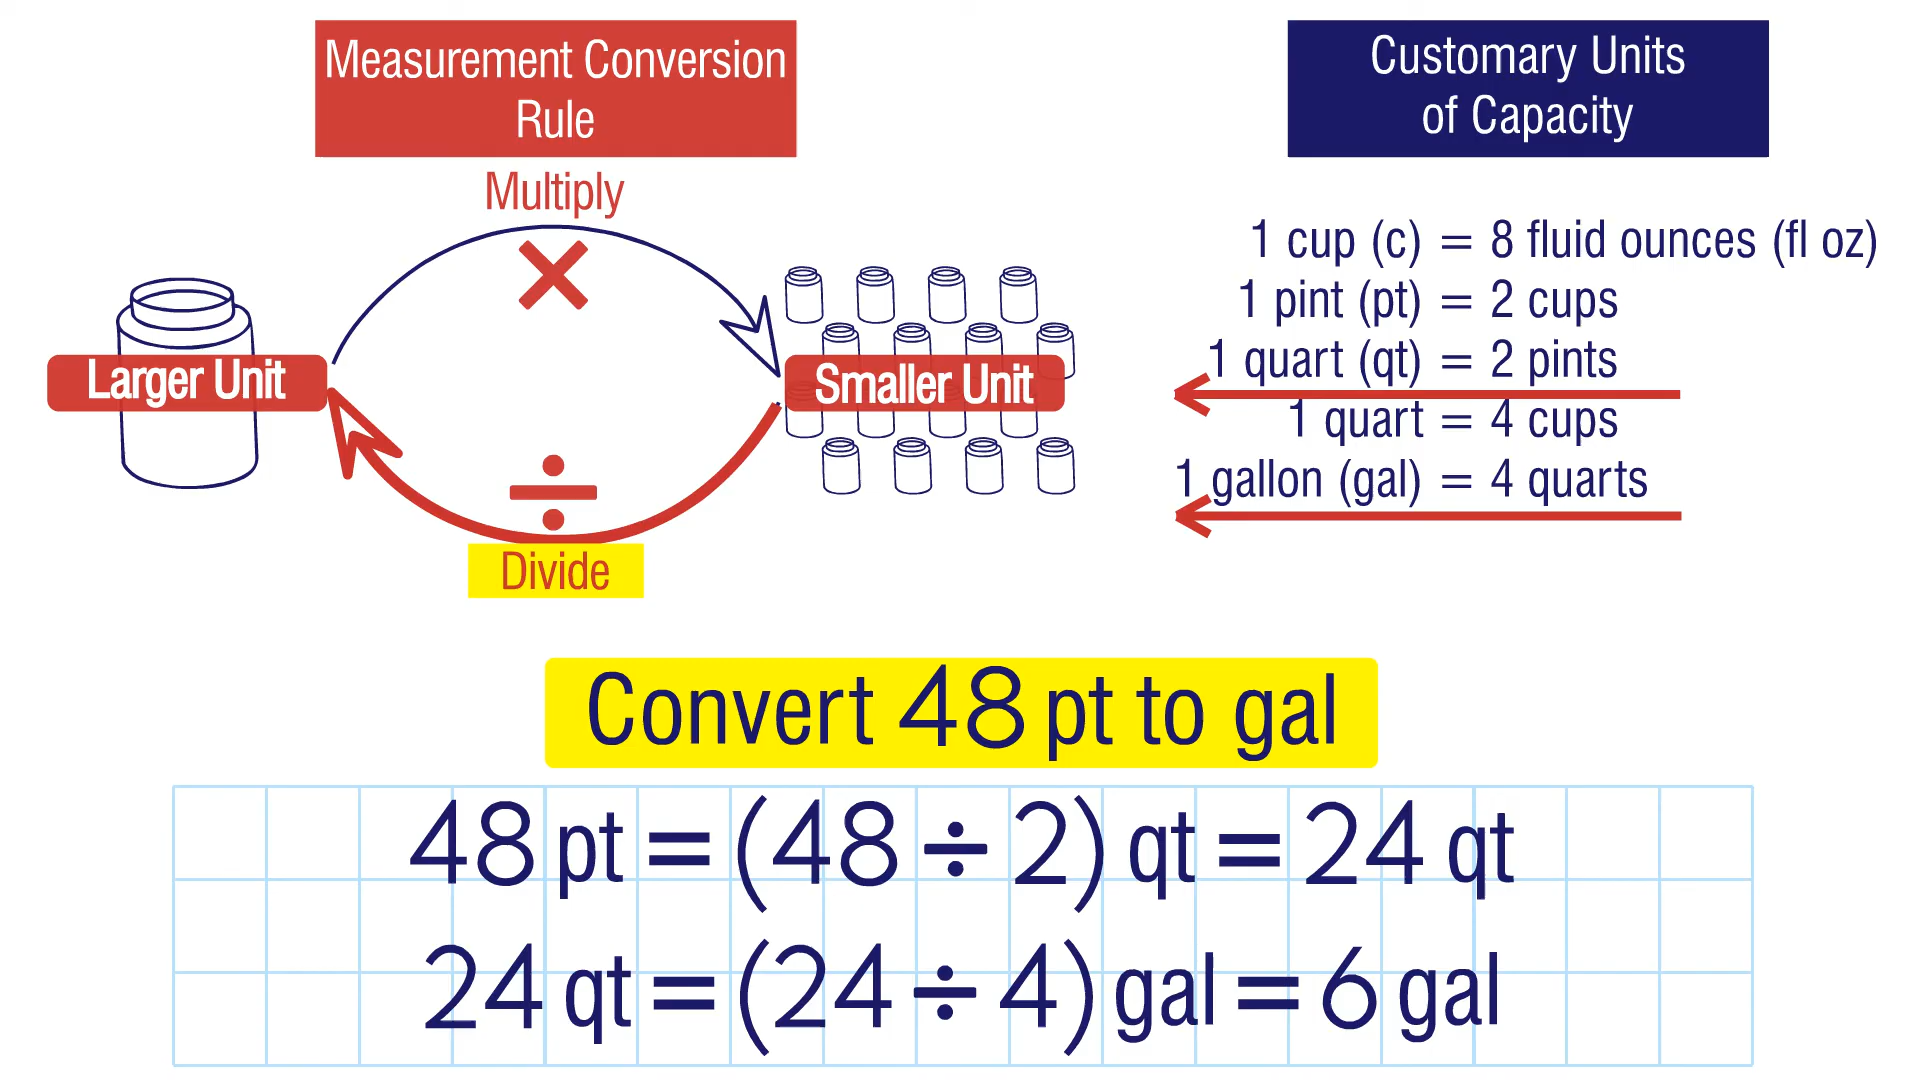 Measurement Conversion
Rule
Multiply
×
Larger Unit
Smaller Unit
÷
Divide
Customary Units
of Capacity
1 cup (c) = 8 fluid ounces (fl oz)
1 pint (pt) = 2 cups
1 quart (qt) = 2 pints
1 quart = 4 cups
1 gallon (gal) = 4 quarts
Convert 48 pt to gal
48 pt = (48 ÷ 2) qt = 24 qt
24 qt = (24 ÷ 4) gal = 6 gal